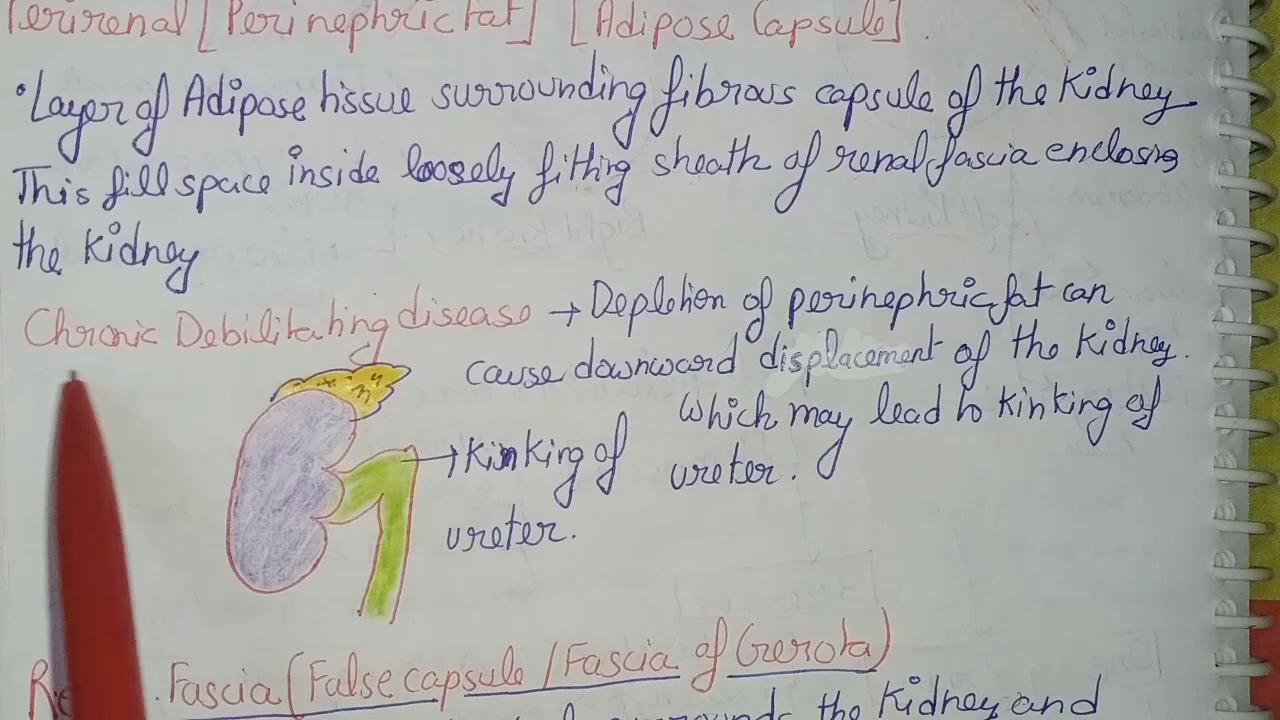 Perirenal [Perinephric fat] [Adipose Capsule].
• Layer of Adipose tissue surrounding fibrous capsule of the Kidney
This fill space inside loosely fitting sheath of renal fascia enclosing
the Kidney
Chronic Debilitating disease → Depletion of perinephric fat can
cause downward displacement of the Kidney.
Which may lead to kinking of
ureter.
→ Kinking of
ureter.
Fascia (False capsule / Fascia of Gerota)
the Kidney and